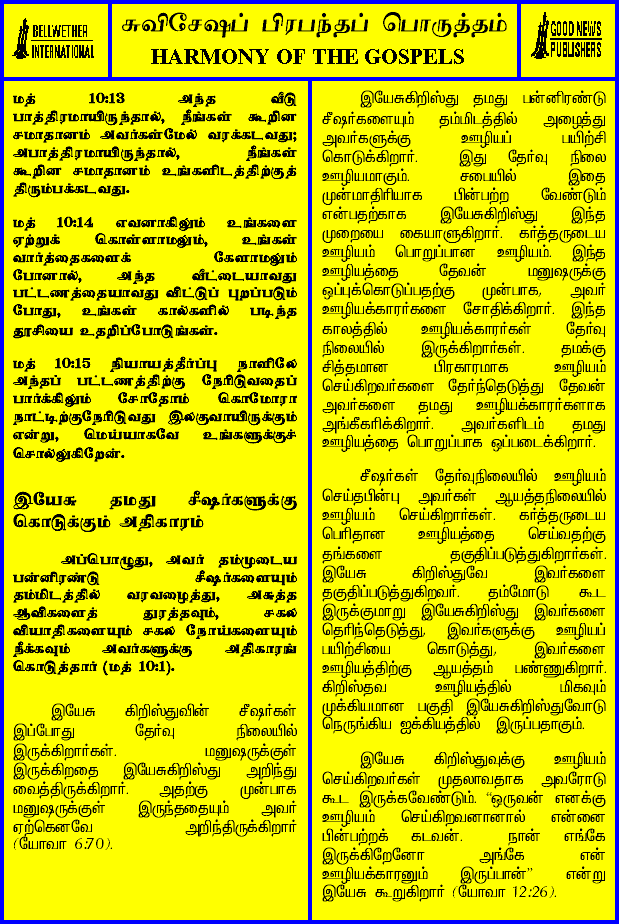 BELLWETHER
INTERNATIONAL
சுவிசேஷப் பிரபந்தப் பொருத்தம்
HARMONY OF THE GOSPELS
GOOD NEWS
PUBLISHERS
மத் 10:13 அந்த வீடு
பாத்திரமாயிருந்தால், நீங்கள் கூறின
சமாதானம் அவர்கள்மேல் வரக்கடவது;
அபாத்திரமாயிருந்தால், நீங்கள்
கூறின சமாதானம் உங்களிடத்திற்குத்
திரும்பக்கடவது.
மத் 10:14 எவனாகிலும் உங்களை
ஏற்றுக் கொள்ளாமலும், உங்கள்
வார்த்தைகளைக் கேளாமலும்
போனால், அந்த வீட்டையாவது
பட்டணத்தையாவது விட்டுப் புறப்படும்
போது, உங்கள் கால்களில் படிந்த
தூசியை உதறிப்போடுங்கள்.
மத் 10:15 நியாயத்தீர்ப்பு நாளிலே
அந்தப் பட்டணத்திற்கு நேரிடுவதைப்
பார்க்கிலும் சோதோம் கொமோரா
நாட்டிற்குநேரிடுவது இலகுவாயிருக்கும்
என்று, மெய்யாகவே உங்களுக்குச்
சொல்லுகிறேன்.
இயேசு தமது சீஷர்களுக்கு
கொடுக்கும் அதிகாரம்
அப்பொழுது, அவர் தம்முடைய
பன்னிரண்டு சீஷர்களையும்
தம்மிடத்தில் வரவழைத்து, அசுத்த
ஆவிகளைத் துரத்தவும், சகல
வியாதிகளையும் சகல நோய்களையும்
நீக்கவும் அவர்களுக்கு அதிகாரங்
கொடுத்தார் (மத் 10:1).
இயேசு கிறிஸ்துவின் சீஷர்கள்
இப்போது தேர்வு நிலையில்
இருக்கிறார்கள். மனுஷருக்குள்
இருக்கிறதை இயேசுகிறிஸ்து அறிந்து
வைத்திருக்கிறார். அதற்கு முன்பாக
மனுஷருக்குள் இருந்ததையும் அவர்
ஏற்கெனவே அறிந்திருக்கிறார்
(யோவா 6:70).
இயேசுகிறிஸ்து தமது பன்னிரண்டு
சீஷர்களையும் தம்மிடத்தில் அழைத்து
அவர்களுக்கு ஊழியப் பயிற்சி
கொடுக்கிறார். இது தேர்வு நிலை
ஊழியமாகும். சபையில் இதை
முன்மாதிரியாக பின்பற்ற வேண்டும்
என்பதற்காக இயேசுகிறிஸ்து இந்த
முறையை கையாளுகிறார். கர்த்தருடைய
ஊழியம் பொறுப்பான ஊழியம். இந்த
ஊழியத்தை தேவன் மனுஷருக்கு
ஒப்புக்கொடுப்பதற்கு முன்பாக, அவர்
ஊழியக்காரர்களை சோதிக்கிறார். இந்த
காலத்தில் ஊழியக்காரர்கள் தேர்வு
நிலையில் இருக்கிறார்கள். தமக்கு
சித்தமான பிரகாரமாக ஊழியம்
செய்கிறவர்களை தேர்ந்தெடுத்து தேவன்
அவர்களை தமது ஊழியக்காரர்களாக
அங்கீகரிக்கிறார். அவர்களிடம் தமது
ஊழியத்தை பொறுப்பாக ஒப்படைக்கிறார்.
சீஷர்கள் தேர்வுநிலையில் ஊழியம்
செய்தபின்பு அவர்கள் ஆயத்தநிலையில்
ஊழியம் செய்கிறார்கள். கர்த்தருடைய
பெரிதான ஊழியத்தை செய்வதற்கு
தங்களை தகுதிப்படுத்துகிறார்கள்.
இயேசு கிறிஸ்துவே இவர்களை
தகுதிப்படுத்துகிறவர். தம்மோடு கூட
இருக்குமாறு இயேசுகிறிஸ்து இவர்களை
தெரிந்தெடுத்து, இவர்களுக்கு ஊழியப்
பயிற்சியை கொடுத்து, இவர்களை
ஊழியத்திற்கு ஆயத்தம் பண்ணுகிறார்.
கிறிஸ்தவ ஊழியத்தில் மிகவும்
முக்கியமான பகுதி இயேசுகிறிஸ்துவோடு
நெருங்கிய ஐக்கியத்தில் இருப்பதாகும்.
இயேசு கிறிஸ்துவுக்கு ஊழியம்
செய்கிறவர்கள் முதலாவதாக அவரோடு
கூட இருக்கவேண்டும். "ஒருவன் எனக்கு
ஊழியம் செய்கிறவனானால் என்னை
பின்பற்றக் கடவன். நான் எங்கே
இருக்கிறேனோ அங்கே என்
ஊழியக்காரனும் இருப்பான்" என்று
இயேசு கூறுகிறார் (யோவா 12:26).